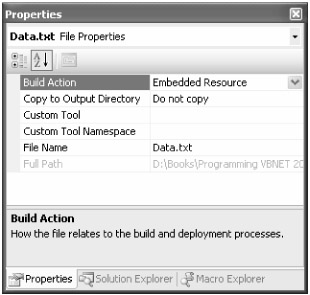 Properties
Data.txt File Properties
Build Action Embedded Resource
Copy to Output Directory Do not copy
Custom Tool
Custom Tool Namespace
File Name Data.txt
Full Path D:\Books\Programming VBNET 20
Build Action
How the file relates to the build and deployment processes.
Properties Solution Explorer Macro Explorer